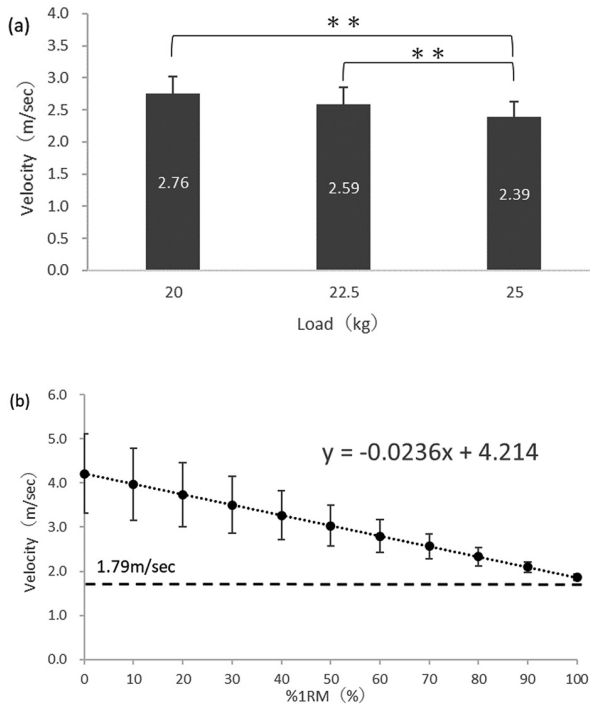 (a)
* *
* *
4.0
3.5
3.0
2.5
2.0
1.5
1.0
0.5
0.0
Velocity（m/sec）
2.76
2.59
2.39
20 22.5 25
Load（kg）
(b)
6.0
5.0
4.0
3.0
2.0
1.0
0.0
Velocity（m/sec）
y = -0.0236x + 4.214
1.79m/sec
0 10 20 30 40 50 60 70 80 90 100
%1RM（%）